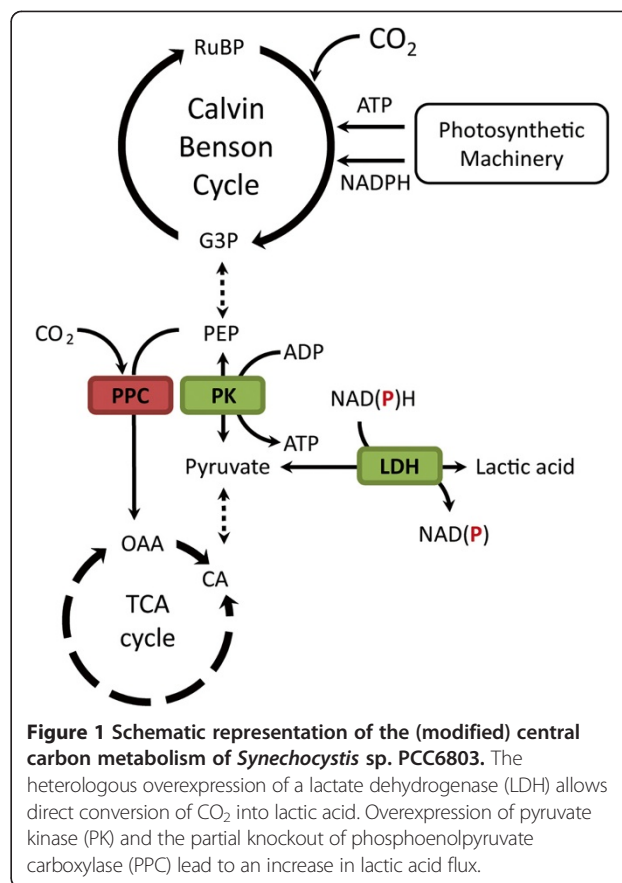 RuBP
CO₂
Calvin
Benson
Cycle
ATP
NADPH
Photosynthetic
Machinery
G3P
CO₂
PEP
ADP
PPC
PK
NAD(P)H
ATP
Pyruvate
LDH
Lactic acid
NAD(P)
OAA
CA
TCA
cycle
Figure 1 Schematic representation of the (modified) central
carbon metabolism of Synechocystis sp. PCC6803. The
heterologous overexpression of a lactate dehydrogenase (LDH) allows
direct conversion of CO₂ into lactic acid. Overexpression of pyruvate
kinase (PK) and the partial knockout of phosphoenolpyruvate
carboxylase (PPC) lead to an increase in lactic acid flux.